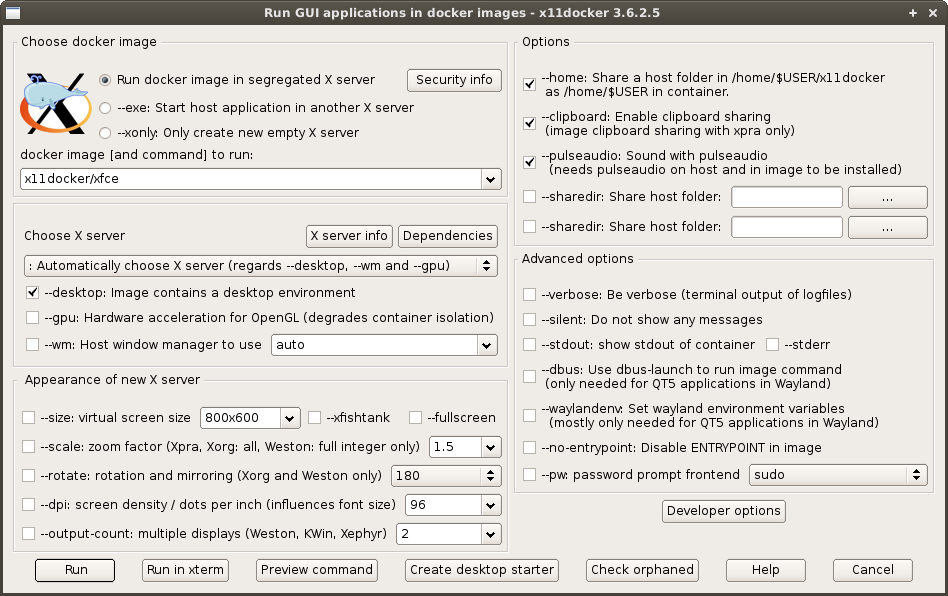 Run GUI applications in docker images - x11docker 3.6.2.5
Choose docker image
Run docker image in segregated X server
Security info
--exe: Start host application in another X server
--xonly: Only create new empty X server
docker image [and command] to run:
x11docker/xfce
Choose X server
X server info
Dependencies
: Automatically choose X server (regards --desktop, --wm and --gpu)
--desktop: Image contains a desktop environment
--gpu: Hardware acceleration for OpenGL (degrades container isolation)
--wm: Host window manager to use
auto
Appearance of new X server
--size: virtual screen size
800x600
--xfishtank
--fullscreen
--scale: zoom factor (Xpra, Xorg: all, Weston: full integer only)
1.5
--rotate: rotation and mirroring (Xorg and Weston only)
180
--dpi: screen density / dots per inch (influences font size)
96
--output-count: multiple displays (Weston, KWin, Xephyr)
2
Options
--home: Share a host folder in /home/$USER/x11docker
as /home/$USER in container.
--clipboard: Enable clipboard sharing
(image clipboard sharing with xpra only)
--pulseaudio: Sound with pulseaudio
(needs pulseaudio on host and in image to be installed)
--sharedir: Share host folder:
...
--sharedir: Share host folder:
...
Advanced options
--verbose: Be verbose (terminal output of logfiles)
--silent: Do not show any messages
--stdout: show stdout of container
--stderr
--dbus: Use dbus-launch to run image command
(only needed for QT5 applications in Wayland)
--waylandenv: Set wayland environment variables
(mostly only needed for QT5 applications in Wayland)
--no-entrypoint: Disable ENTRYPOINT in image
--pw: password prompt frontend
sudo
Developer options
Run
Run in xterm
Preview command
Create desktop starter
Check orphaned
Help
Cancel